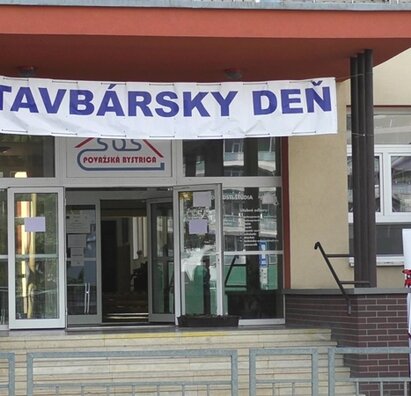 TAVBÁRSKY DEŇ
SOŠ
POVAŽSKÁ BYSTRICA